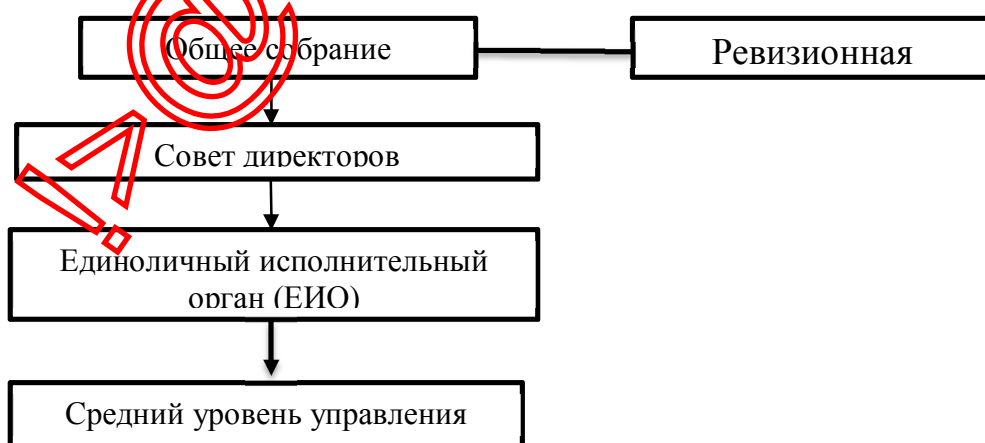 Общее собрание
Ревизионная
Совет директоров
Единоличный исполнительный
орган (ЕИО)
Средний уровень управления